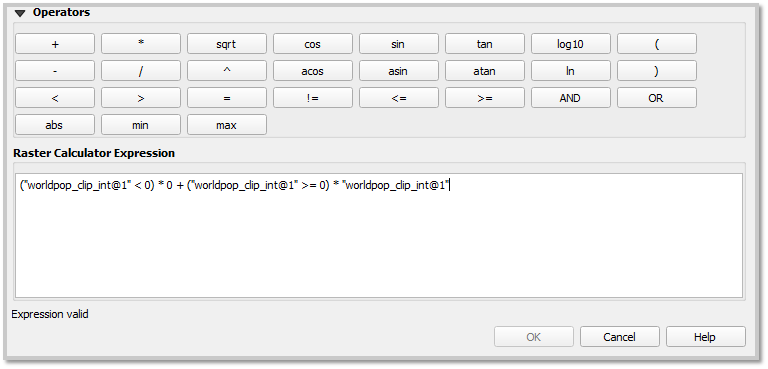 Operators
+ * sqrt cos sin tan log10 (
- / ^ acos asin atan ln )
< > = != <= >= AND OR
abs min max
Raster Calculator Expression
("worldpop_clip_int@1" < 0) * 0 + ("worldpop_clip_int@1" >= 0) * "worldpop_clip_int@1"
Expression valid
OK Cancel Help